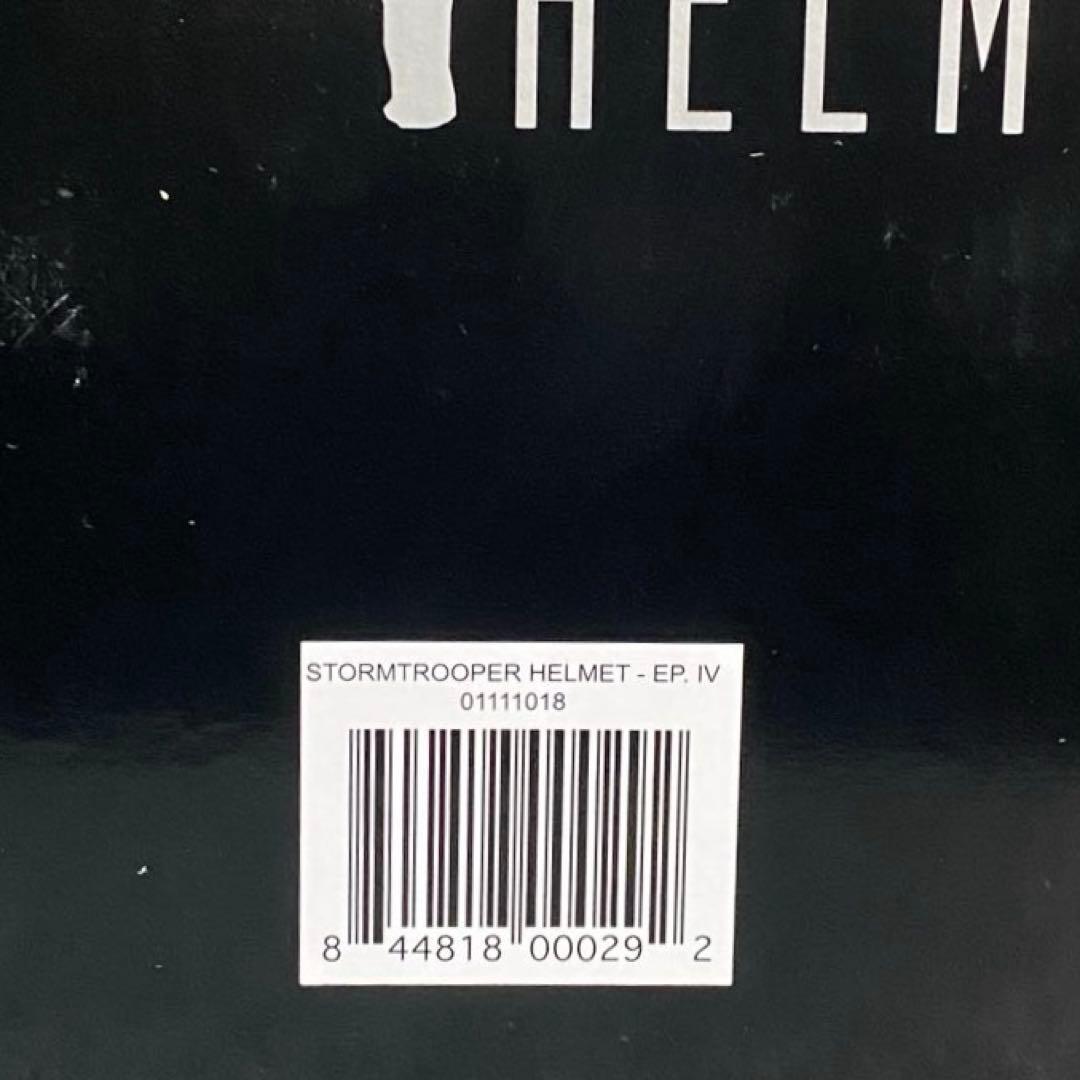 HELM
STORMTROOPER HELMET - EP. IV
01111018
8 44818 00029 2